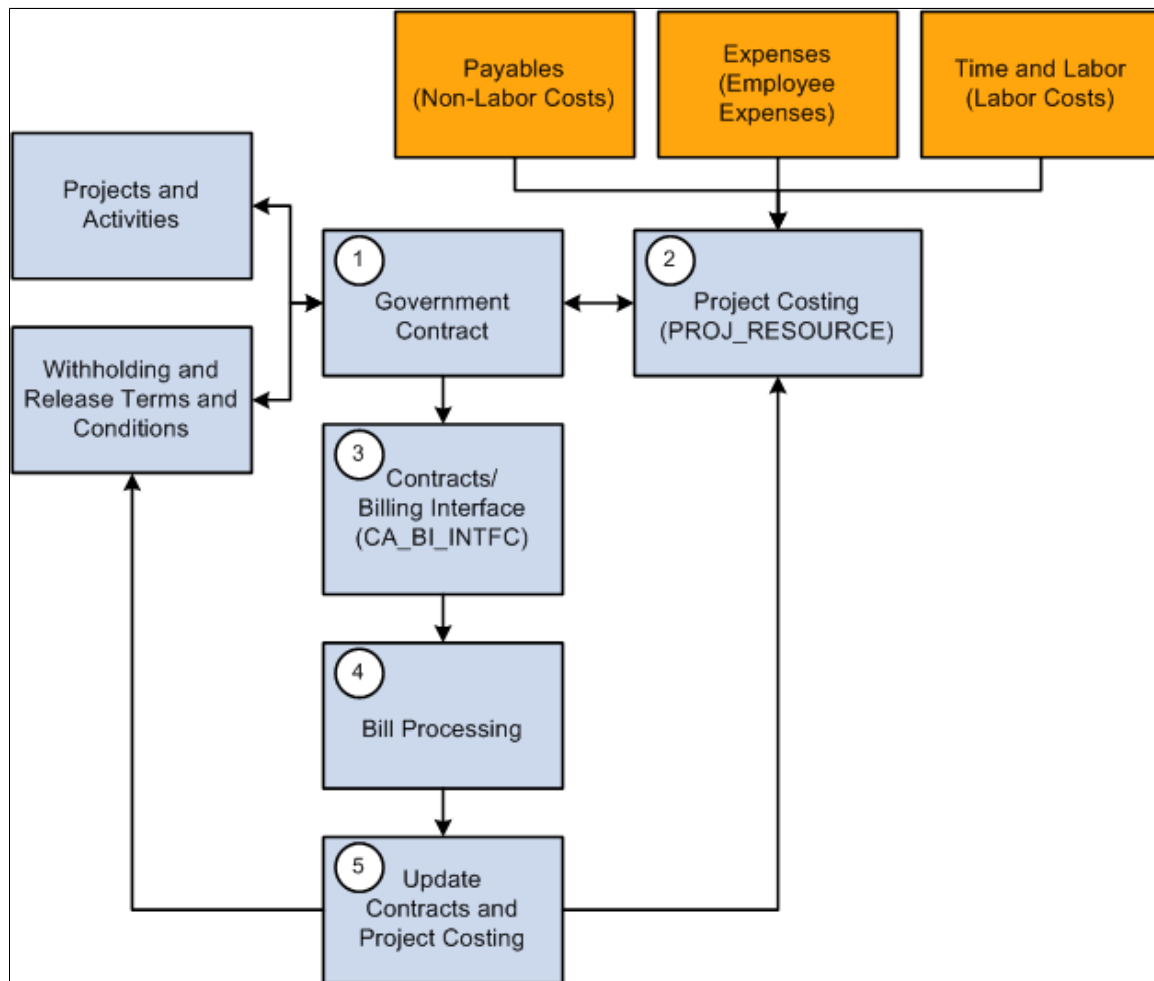 Payables
(Non-Labor Costs)
Expenses
(Employee
Expenses)
Time and Labor
(Labor Costs)
Projects and
Activities
1
Government
Contract
2
Project Costing
(PROJ_RESOURCE)
Withholding and
Release Terms and
Conditions
3
Contracts/
Billing Interface
(CA_BI_INTFC)
4
Bill Processing
5
Update
Contracts and
Project Costing